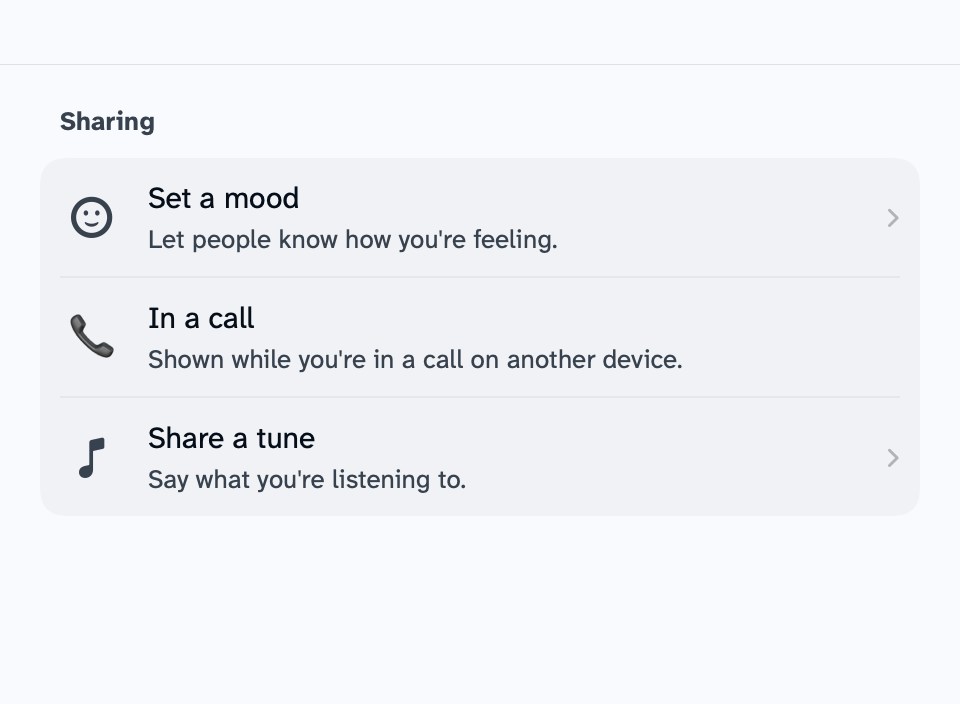 Sharing
Set a mood
Let people know how you're feeling.
In a call
Shown while you're in a call on another device.
Share a tune
Say what you're listening to.